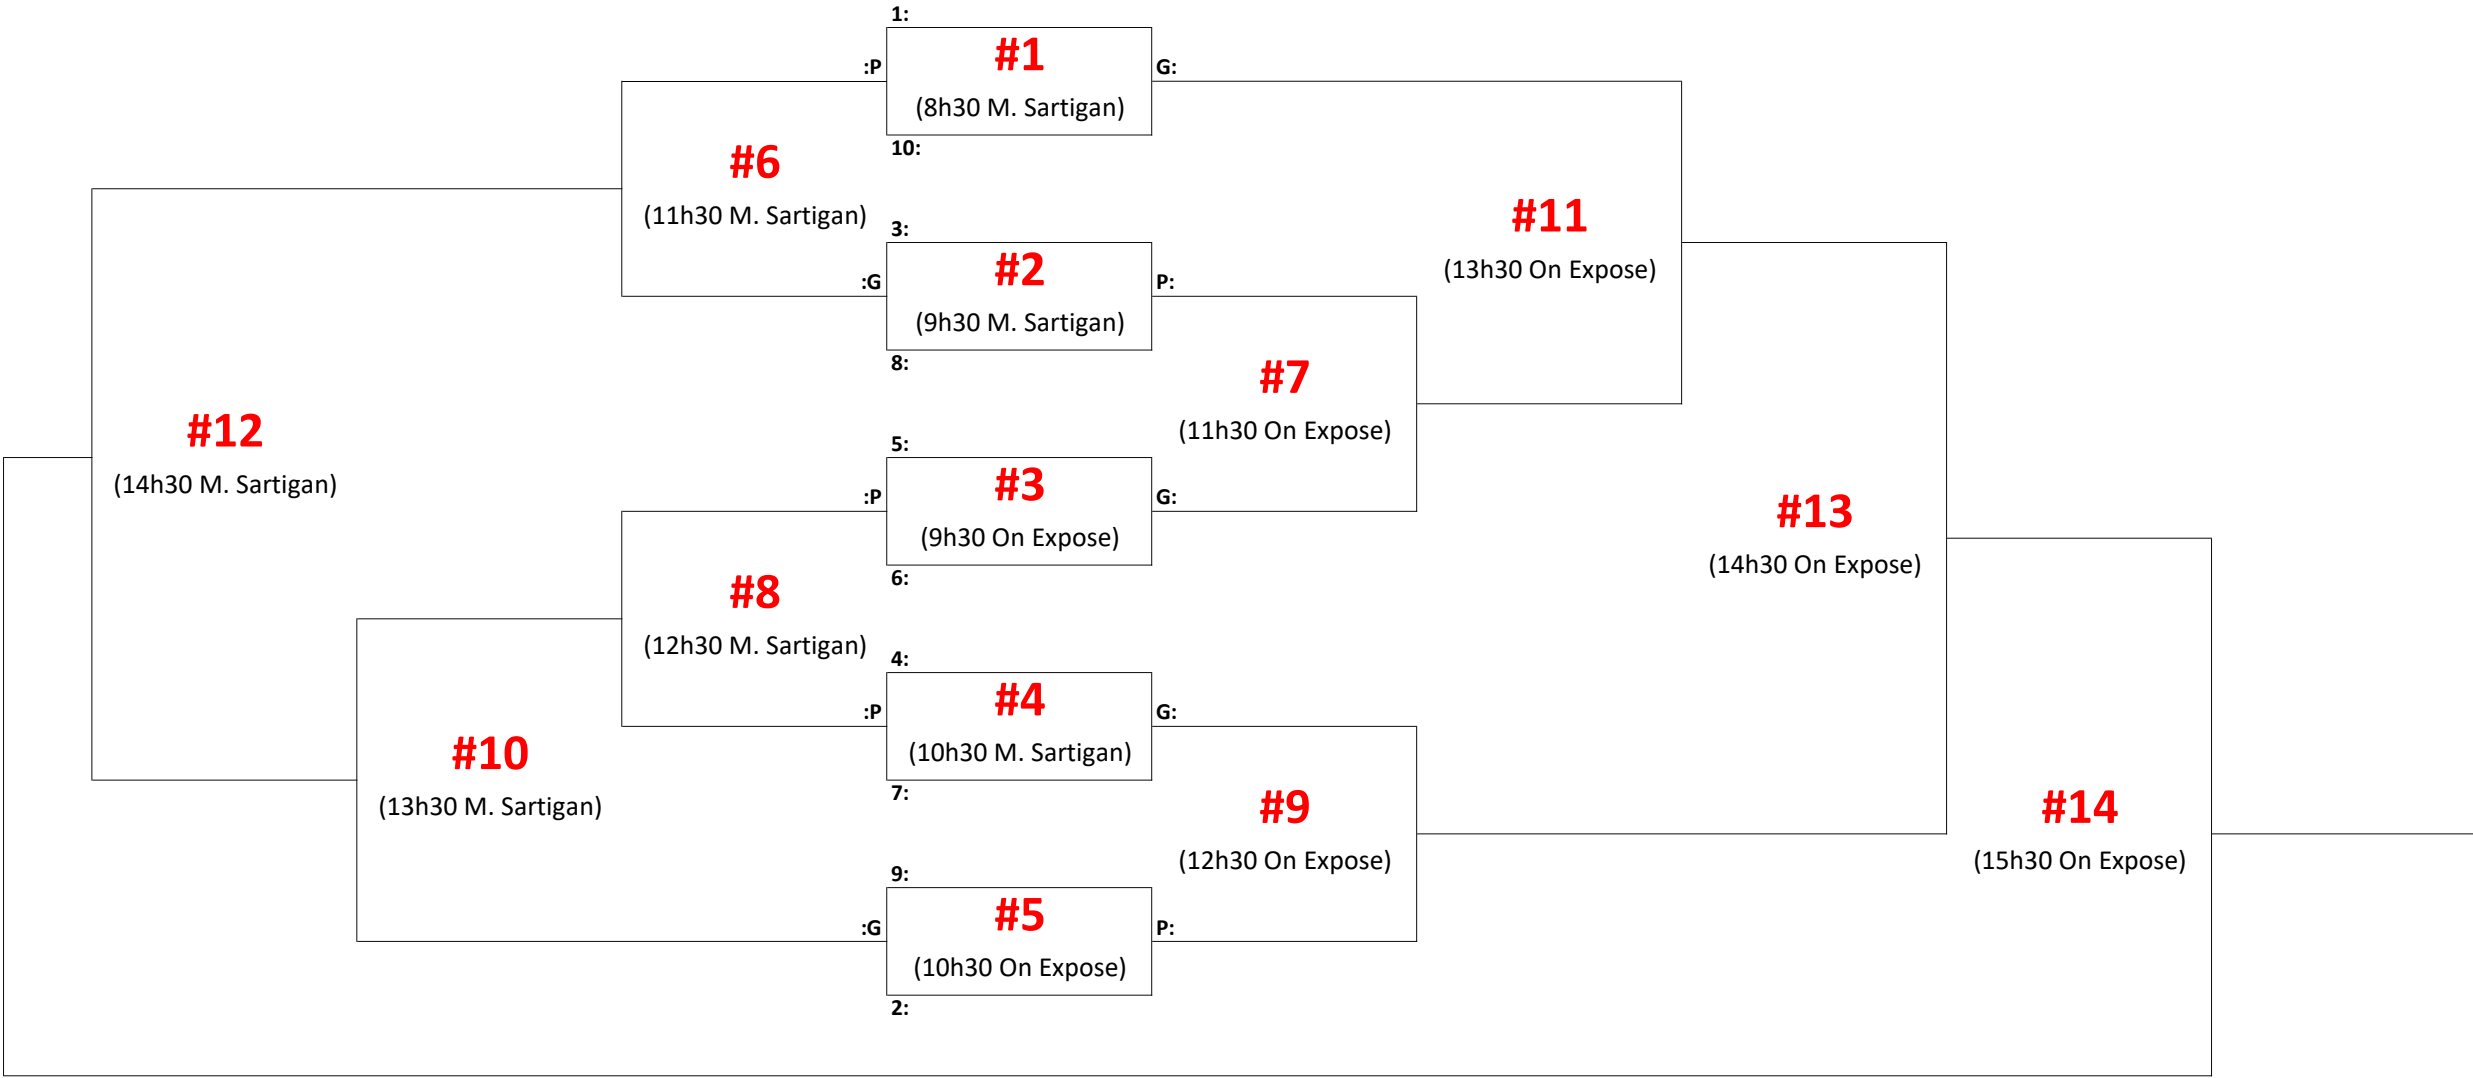 1:
:P
#1
G:
(8h30 M. Sartigan)
10:
#6
(11h30 M. Sartigan)
#11
(13h30 On Expose)
3:
:G
#2
P:
(9h30 M. Sartigan)
8:
#7
(11h30 On Expose)
#12
(14h30 M. Sartigan)
5:
:P
#3
G:
(9h30 On Expose)
6:
#13
(14h30 On Expose)
#8
(12h30 M. Sartigan)
4:
:P
#4
G:
(10h30 M. Sartigan)
7:
#10
(13h30 M. Sartigan)
#9
(12h30 On Expose)
#14
(15h30 On Expose)
9:
:G
#5
P:
(10h30 On Expose)
2: